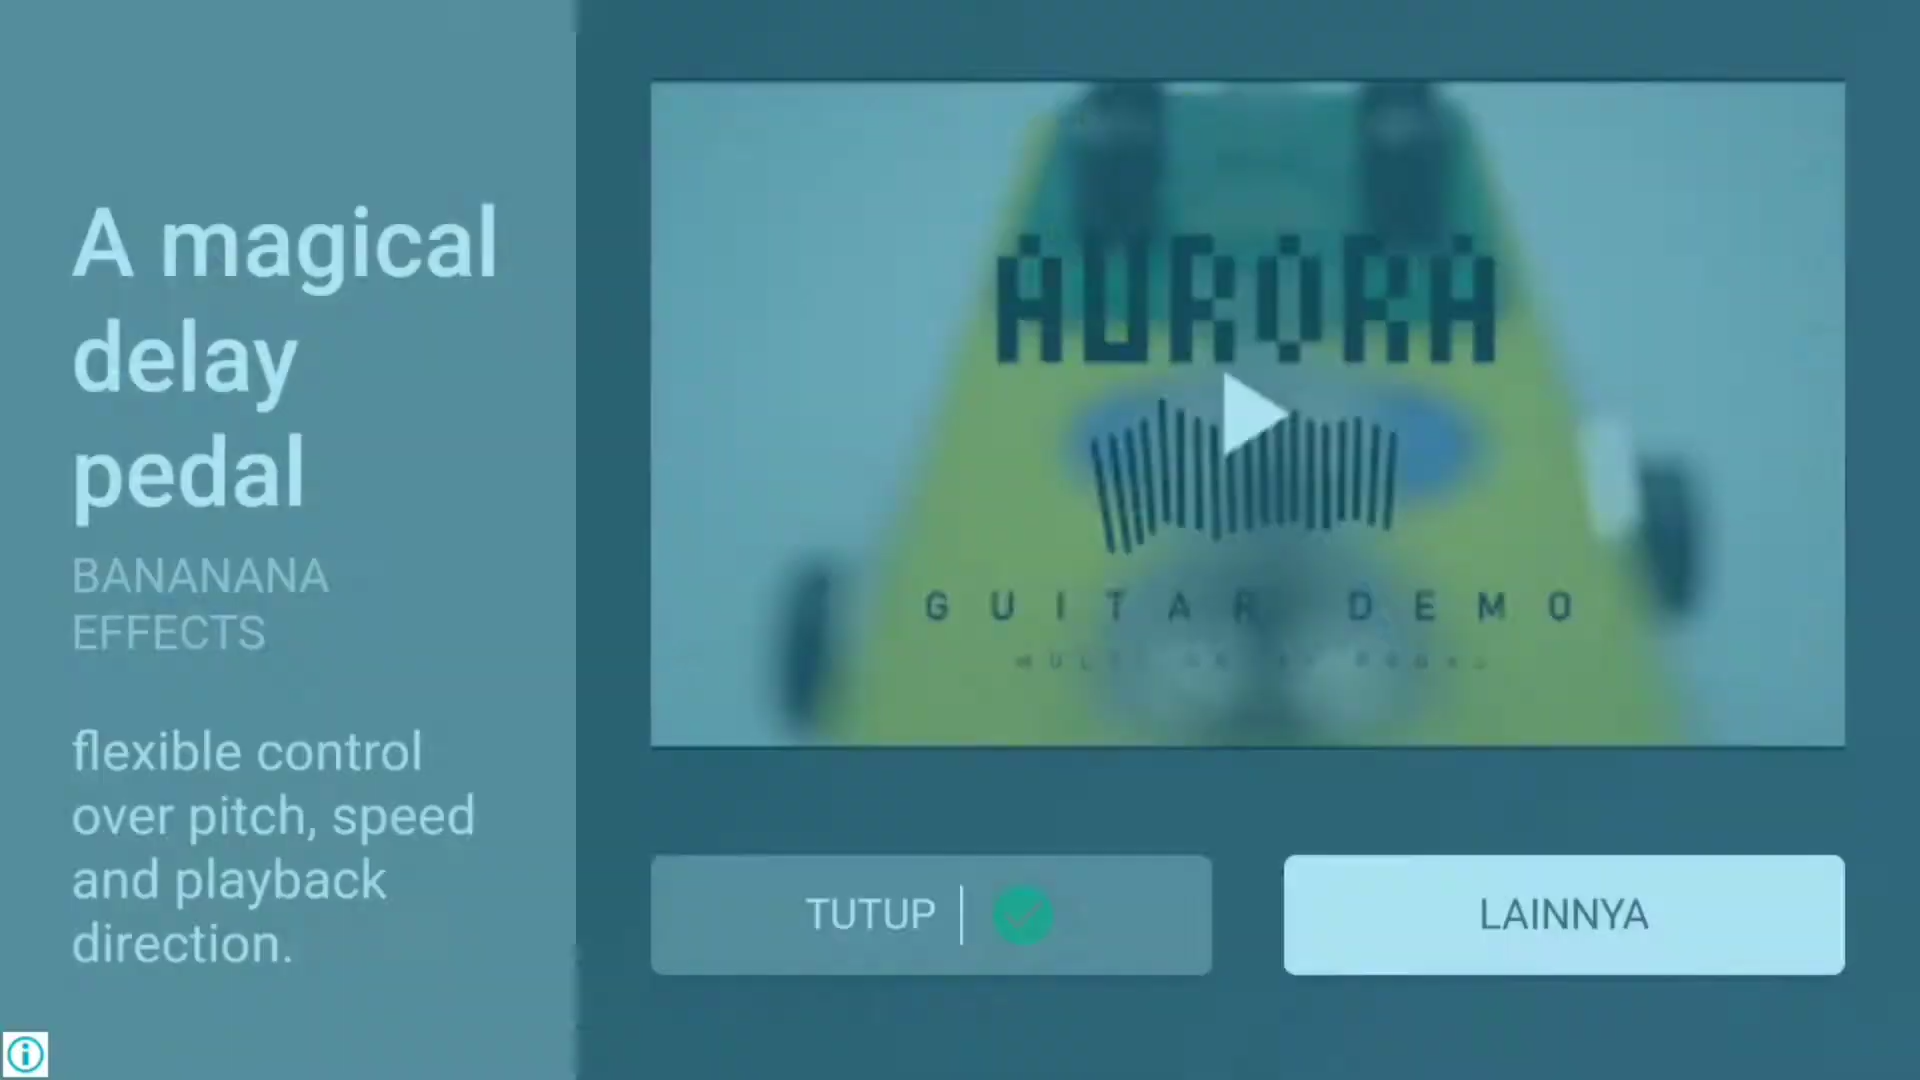 A magical
delay
pedal
BANANANA
EFFECTS
flexible control
over pitch, speed
and playback
direction.
AURORA
GUITAR DEMO
TUTUP
LAINNYA